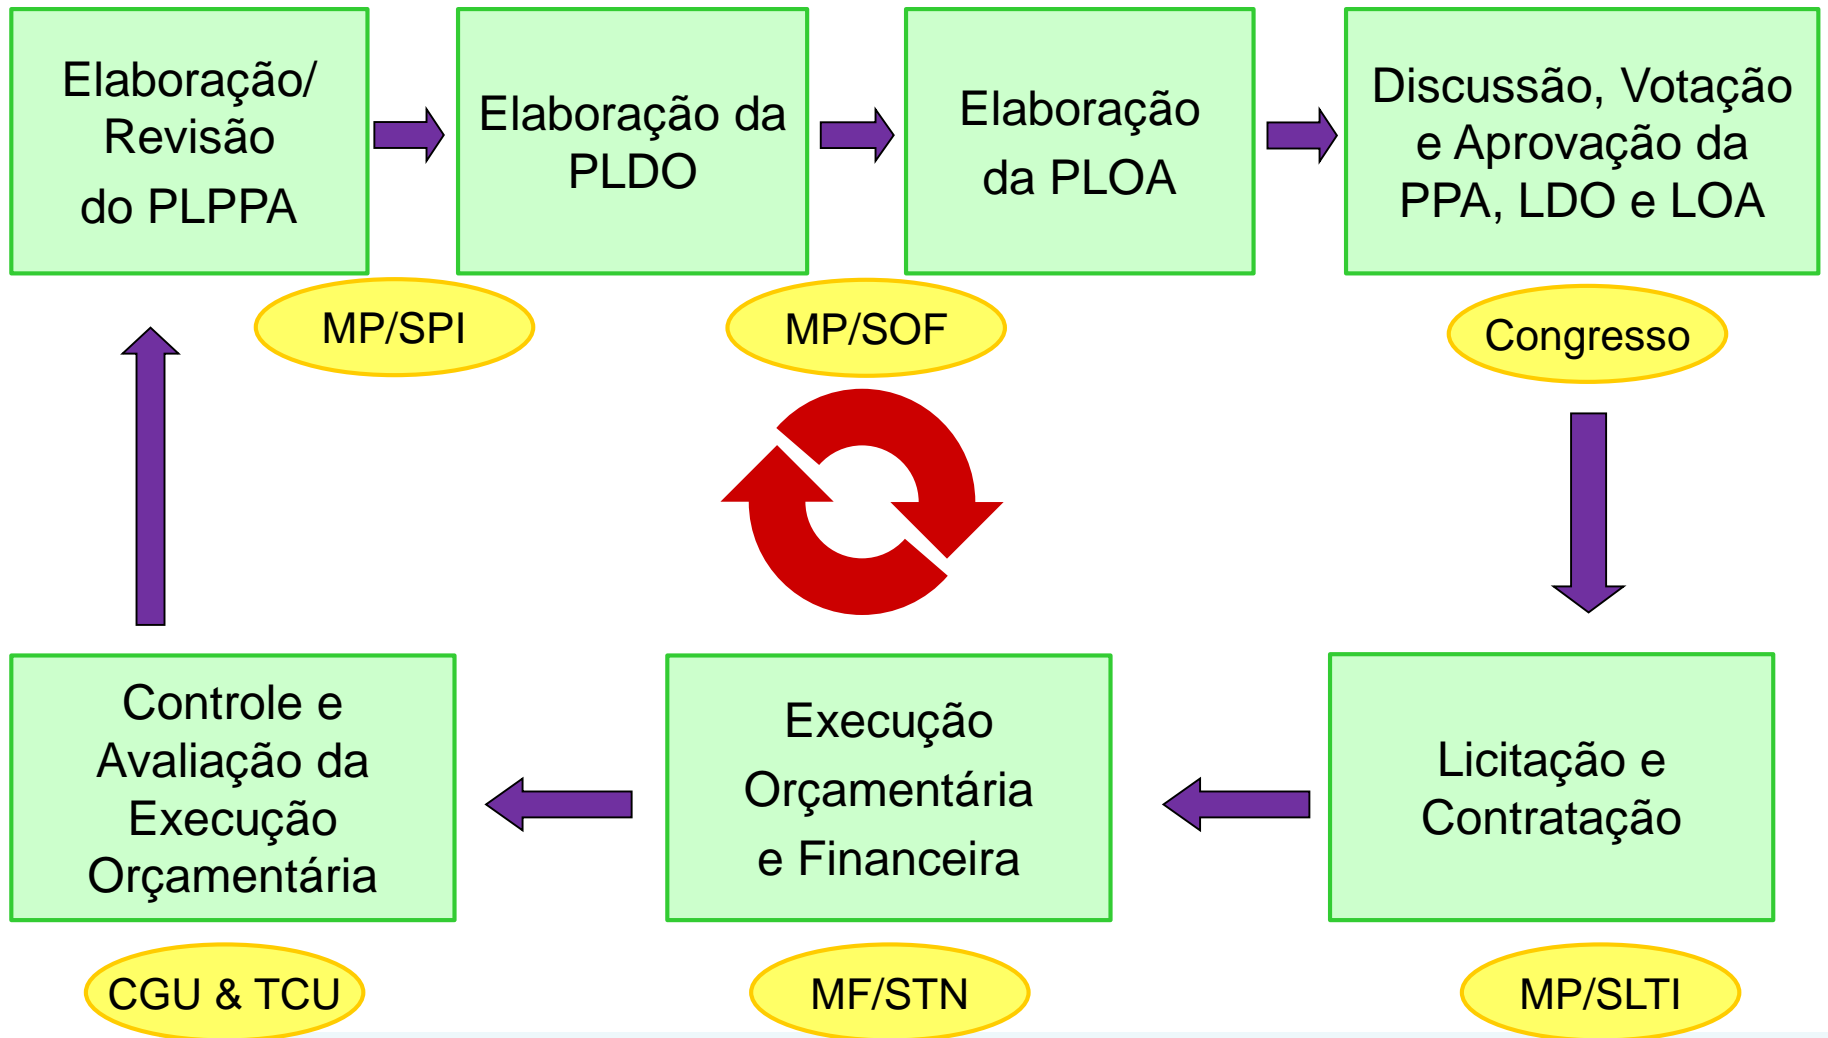 Elaboração/
Revisão
do PLPPA
Elaboração da
PLDO
Elaboração
da PLOA
Discussão, Votação
e Aprovação da
PPA, LDO e LOA
MP/SPI
MP/SOF
Congresso
Controle e
Avaliação da
Execução
Orçamentária
Execução
Orçamentária
e Financeira
Licitação e
Contratação
CGU & TCU
MF/STN
MP/SLTI